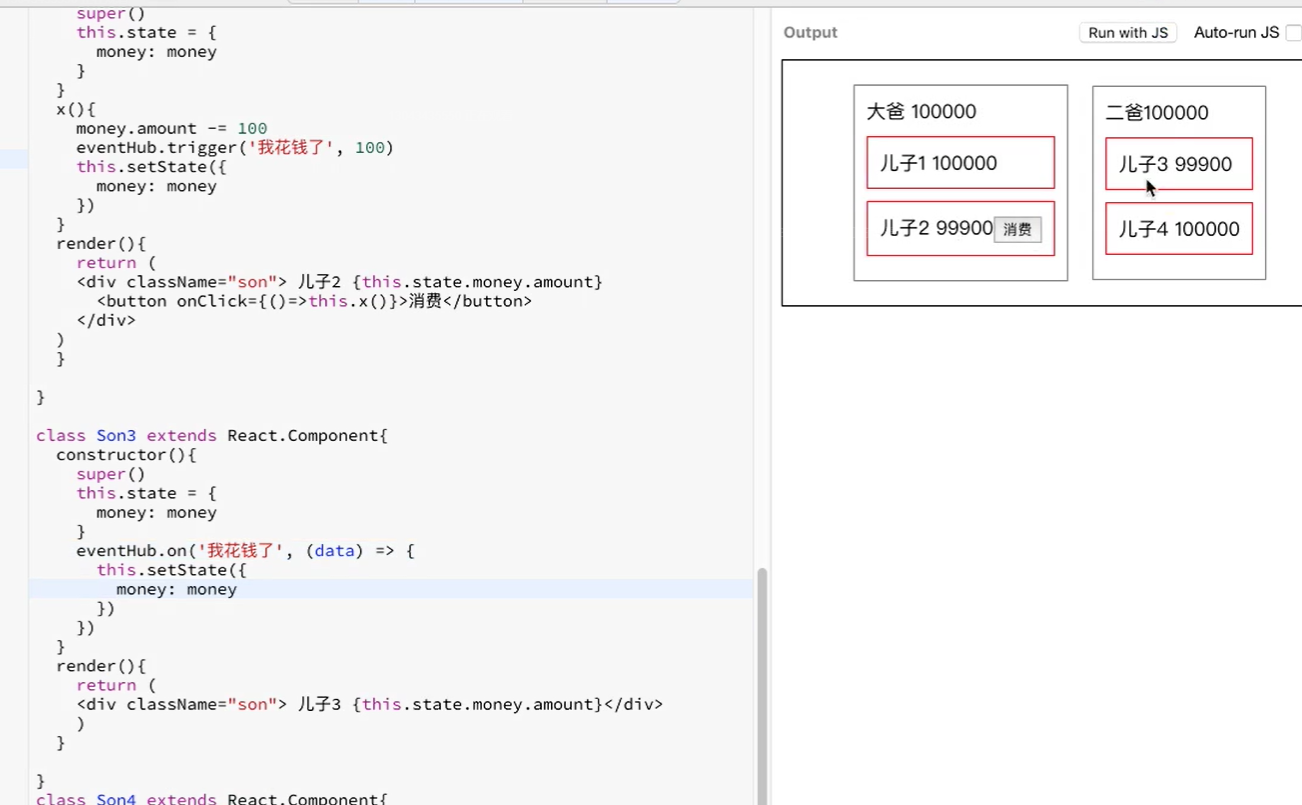 super()
this.state = {
money: money
}
}
x(){
money.amount -= 100
eventHub.trigger('我花钱了', 100)
this.setState({
money: money
})
}
render(){
return (
<div className="son"> 儿子2 {this.state.money.amount}
<button onClick={()=>this.x()}>消费</button>
</div>
)
}
}
class Son3 extends React.Component{
constructor(){
super()
this.state = {
money: money
}
eventHub.on('我花钱了', (data) => {
this.setState({
money: money
})
})
}
render(){
return (
<div className="son"> 儿子3 {this.state.money.amount}</div>
)
}
}
class Son4 extends React.Component{
Output
Run with JS
Auto-run JS
大爸 100000
儿子1 100000
儿子2 99900
消费
二爸100000
儿子3 99900
儿子4 100000